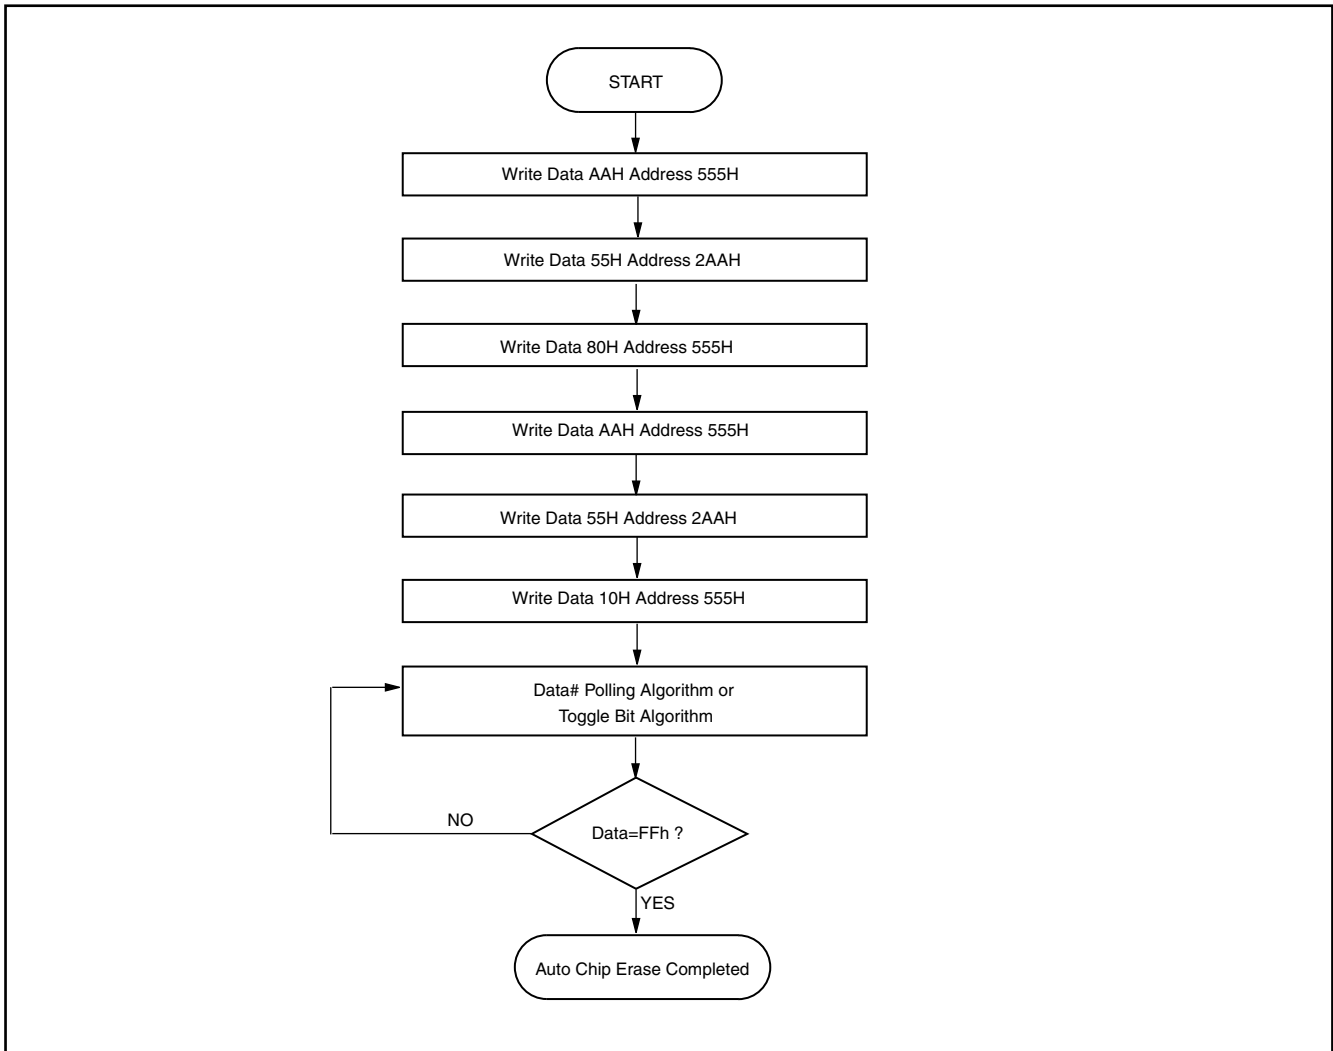 START
Write Data AAH Address 555H
Write Data 55H Address 2AAH
Write Data 80H Address 555H
Write Data AAH Address 555H
Write Data 55H Address 2AAH
Write Data 10H Address 555H
Data# Polling Algorithm or
Toggle Bit Algorithm
NO
Data=FFh ?
YES
Auto Chip Erase Completed